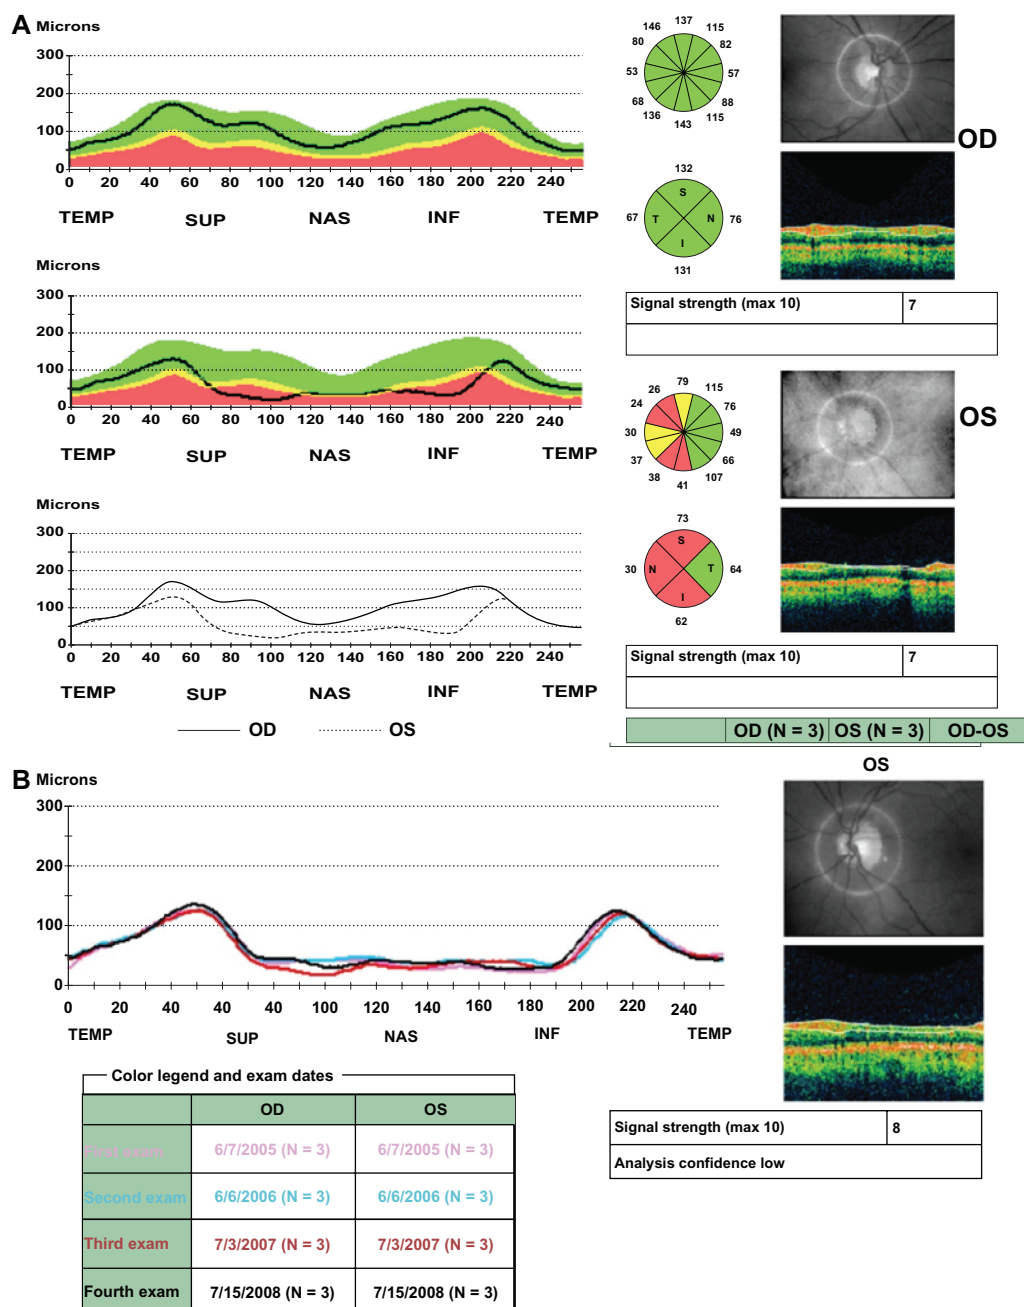 A Microns
300
200
100
0
0 20 40 60 80 100 120 140 160 180 200 220 240
TEMP SUP NAS INF TEMP
137
146 115
80 82
53 57
68 88
136 115
143
132
S
67 T N 76
I
131
OD
Signal strength (max 10) 7
Microns
300
200
100
0
0 20 40 60 80 100 120 140 160 180 200 220 240
TEMP SUP NAS INF TEMP
79
26 115
24 76
30 49
37 66
38 107
41
73
S
30 N T 64
I
62
OS
Signal strength (max 10) 7
Microns
300
200
100
0
0 20 40 60 80 100 120 140 160 180 200 220 240
TEMP SUP NAS INF TEMP
OD OS
OD (N = 3) OS (N = 3) OD-OS
B Microns
300
200
100
0
0 20 40 60 80 100 120 140 160 180 200 220 240
TEMP SUP NAS INF TEMP
OS
Color legend and exam dates
OD OS
First exam 6/7/2005 (N = 3) 6/7/2005 (N = 3)
Second exam 6/6/2006 (N = 3) 6/6/2006 (N = 3)
Third exam 7/3/2007 (N = 3) 7/3/2007 (N = 3)
Fourth exam 7/15/2008 (N = 3) 7/15/2008 (N = 3)
Signal strength (max 10) 8
Analysis confidence low